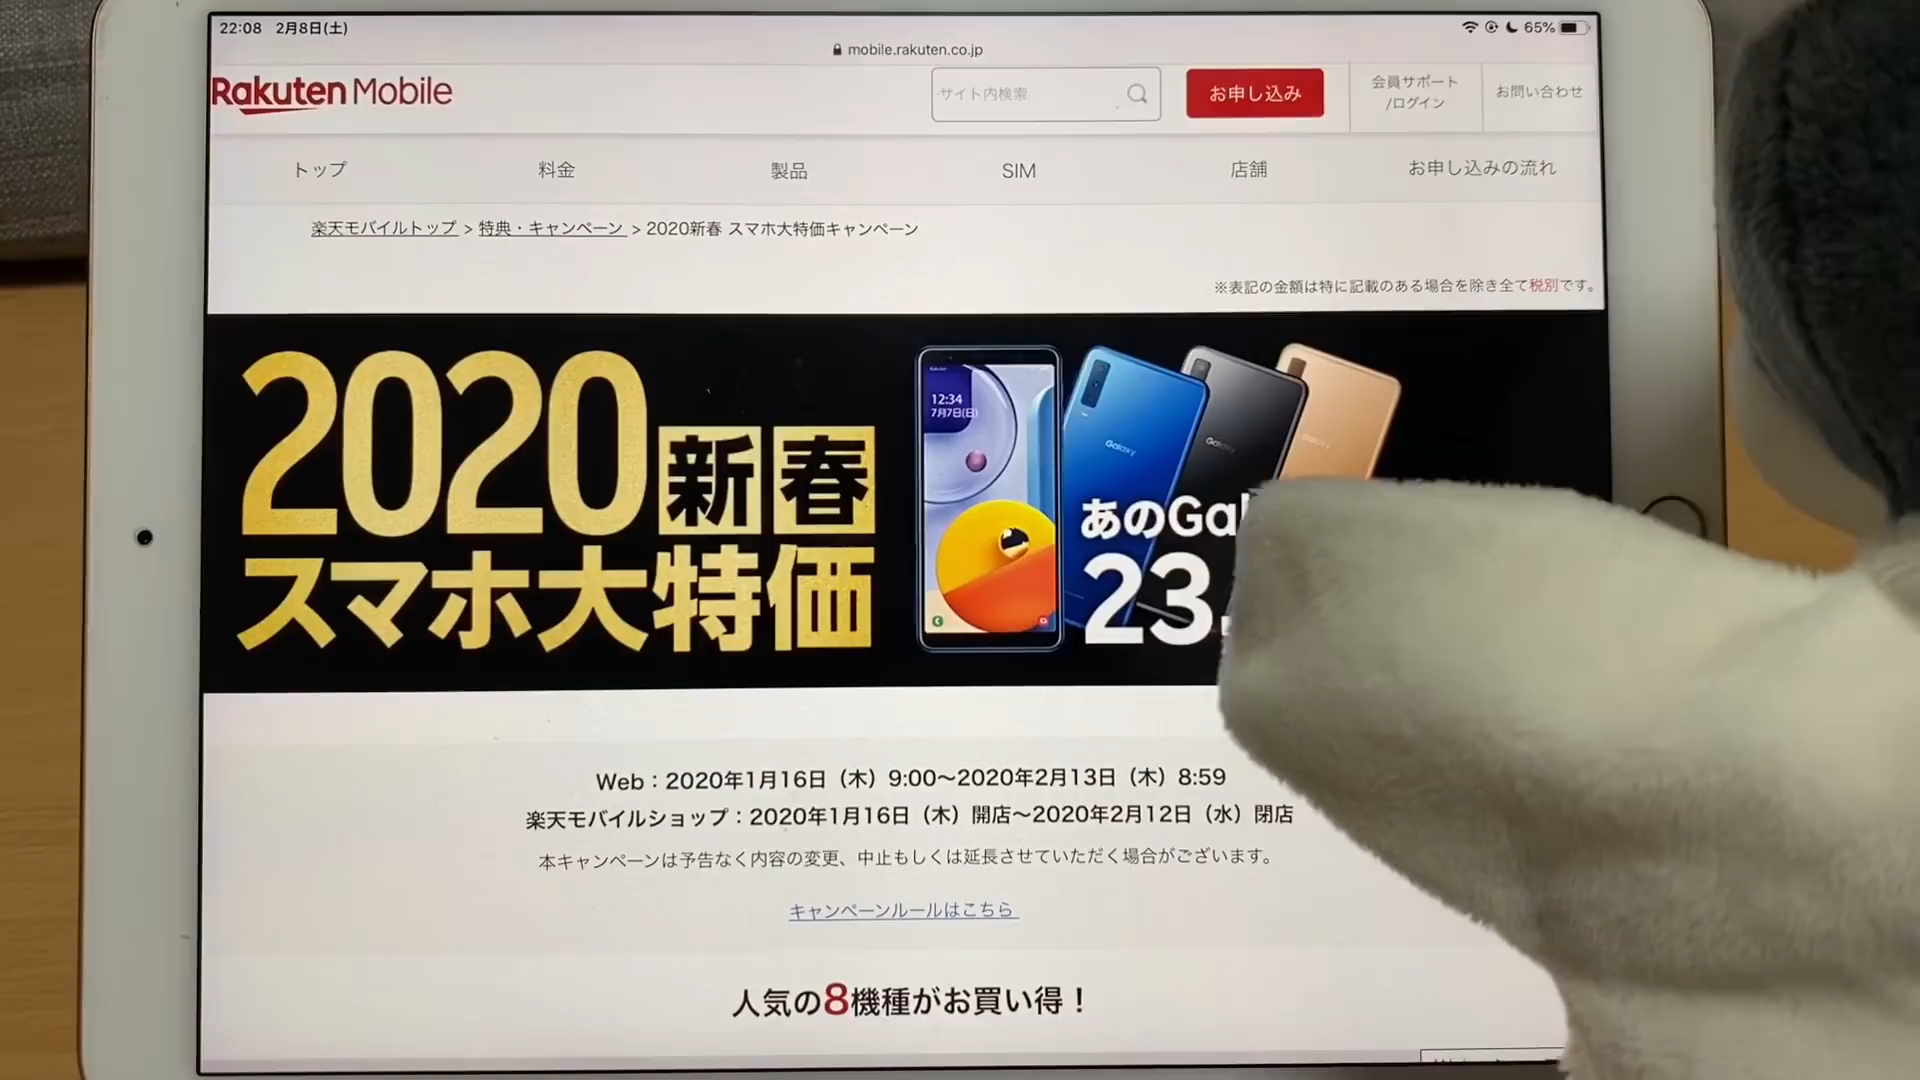 22:08 2月8日(土)
65%
mobile.rakuten.co.jp
Rakuten Mobile
サイト内検索
お申し込み
会員サポート
/ログイン
お問い合わせ
トップ
料金
製品
SIM
店舗
お申し込みの流れ
楽天モバイルトップ > 特典・キャンペーン > 2020新春 スマホ大特価キャンペーン
※表記の金額は特に記載のある場合を除き全て税別です。
2020新春
スマホ大特価
12:34
7月7日(日)
Galaxy
Galaxy
Galaxy
あのGal
23,
Web：2020年1月16日（木）9:00〜2020年2月13日（木）8:59
楽天モバイルショップ：2020年1月16日（木）開店〜2020年2月12日（水）閉店
本キャンペーンは予告なく内容の変更、中止もしくは延長させていただく場合がございます。
キャンペーンルールはこちら
人気の8機種がお買い得！